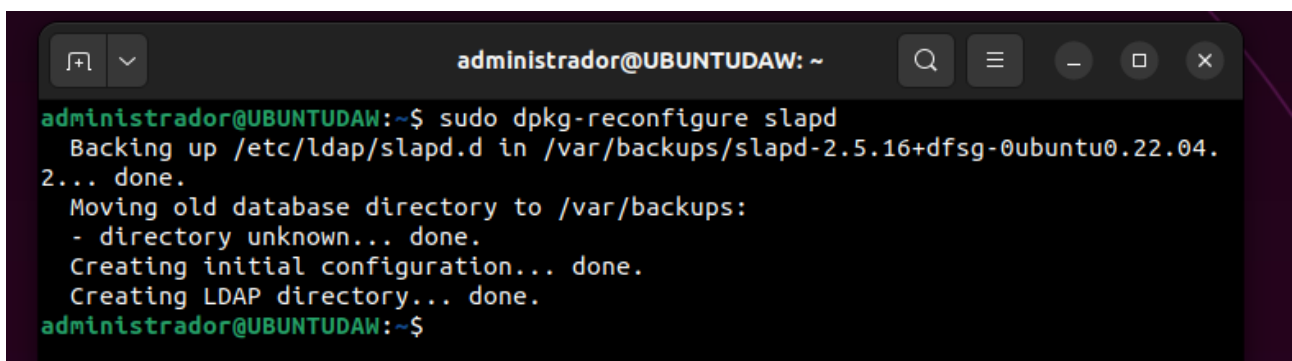 administrador@UBUNTUDAW: ~
administrador@UBUNTUDAW:~$ sudo dpkg-reconfigure slapd
  Backing up /etc/ldap/slapd.d in /var/backups/slapd-2.5.16+dfsg-0ubuntu0.22.04.
2... done.
  Moving old database directory to /var/backups:
  - directory unknown... done.
  Creating initial configuration... done.
  Creating LDAP directory... done.
administrador@UBUNTUDAW:~$